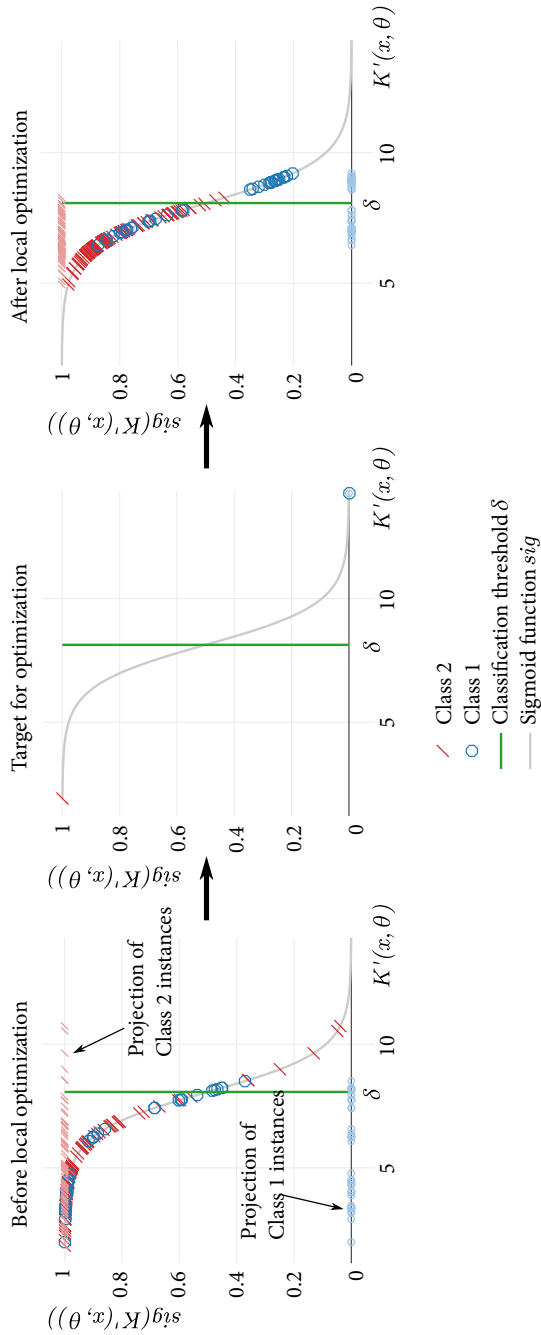 Before local optimization
sig(K'(x, θ))
1
0.8
0.6
0.4
0.2
0
5
10
δ
K'(x, θ)
Projection of
Class 2 instances
Projection of
Class 1 instances
Target for optimization
sig(K'(x, θ))
1
0.8
0.6
0.4
0.2
0
5
10
δ
K'(x, θ)
After local optimization
sig(K'(x, θ))
1
0.8
0.6
0.4
0.2
0
5
10
δ
K'(x, θ)
Class 2
Class 1
Classification threshold δ
Sigmoid function sig